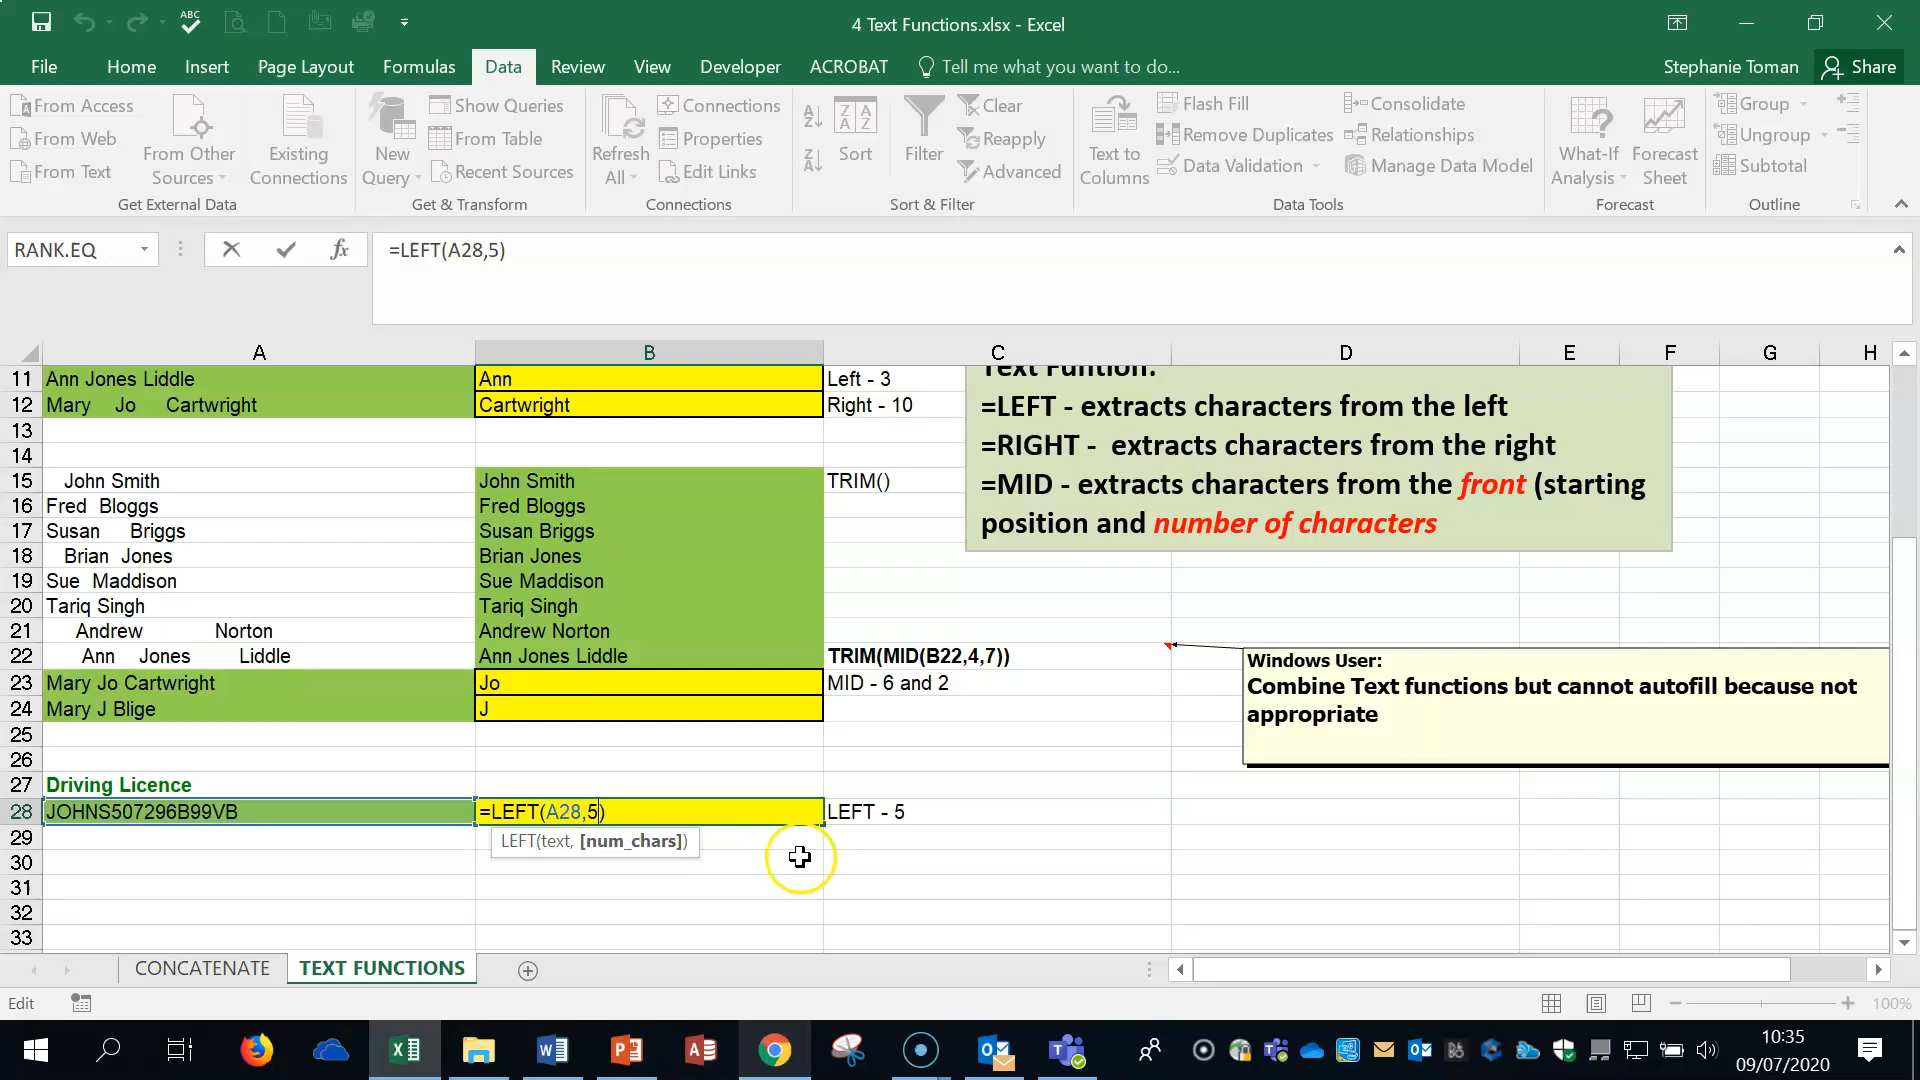 ABC
4 Text Functions.xlsx - Excel
File Home Insert Page Layout Formulas Data Review View Developer ACROBAT Tell me what you want to do... Stephanie Toman Share
From Access
From Web
From Text
From Other
Sources
Existing
Connections
Get External Data
New
Query
Show Queries
From Table
Recent Sources
Get & Transform
Refresh
All
Connections
Properties
Edit Links
Connections
Sort
Filter
Clear
Reapply
Advanced
Sort & Filter
Text to
Columns
Flash Fill
Remove Duplicates
Data Validation
Consolidate
Relationships
Manage Data Model
Data Tools
What-If
Analysis
Forecast
Sheet
Forecast
Group
Ungroup
Subtotal
Outline
RANK.EQ fx =LEFT(A28,5)
A B C D E F G H
11 Ann Jones Liddle Ann Left - 3
12 Mary Jo Cartwright Cartwright Right - 10
13
14
15 John Smith John Smith TRIM()
16 Fred Bloggs Fred Bloggs
17 Susan Briggs Susan Briggs
18 Brian Jones Brian Jones
19 Sue Maddison Sue Maddison
20 Tariq Singh Tariq Singh
21 Andrew Norton Andrew Norton
22 Ann Jones Liddle Ann Jones Liddle TRIM(MID(B22,4,7))
23 Mary Jo Cartwright Jo MID - 6 and 2
24 Mary J Blige J
25
26
27 Driving Licence
28 JOHNS507296B99VB =LEFT(A28,5) LEFT - 5
LEFT(text, [num_chars])
29
30
31
32
33
Text Funtion:
=LEFT - extracts characters from the left
=RIGHT - extracts characters from the right
=MID - extracts characters from the front (starting
position and number of characters
Windows User:
Combine Text functions but cannot autofill because not
appropriate
CONCATENATE TEXT FUNCTIONS
Edit 100%
10:35
09/07/2020